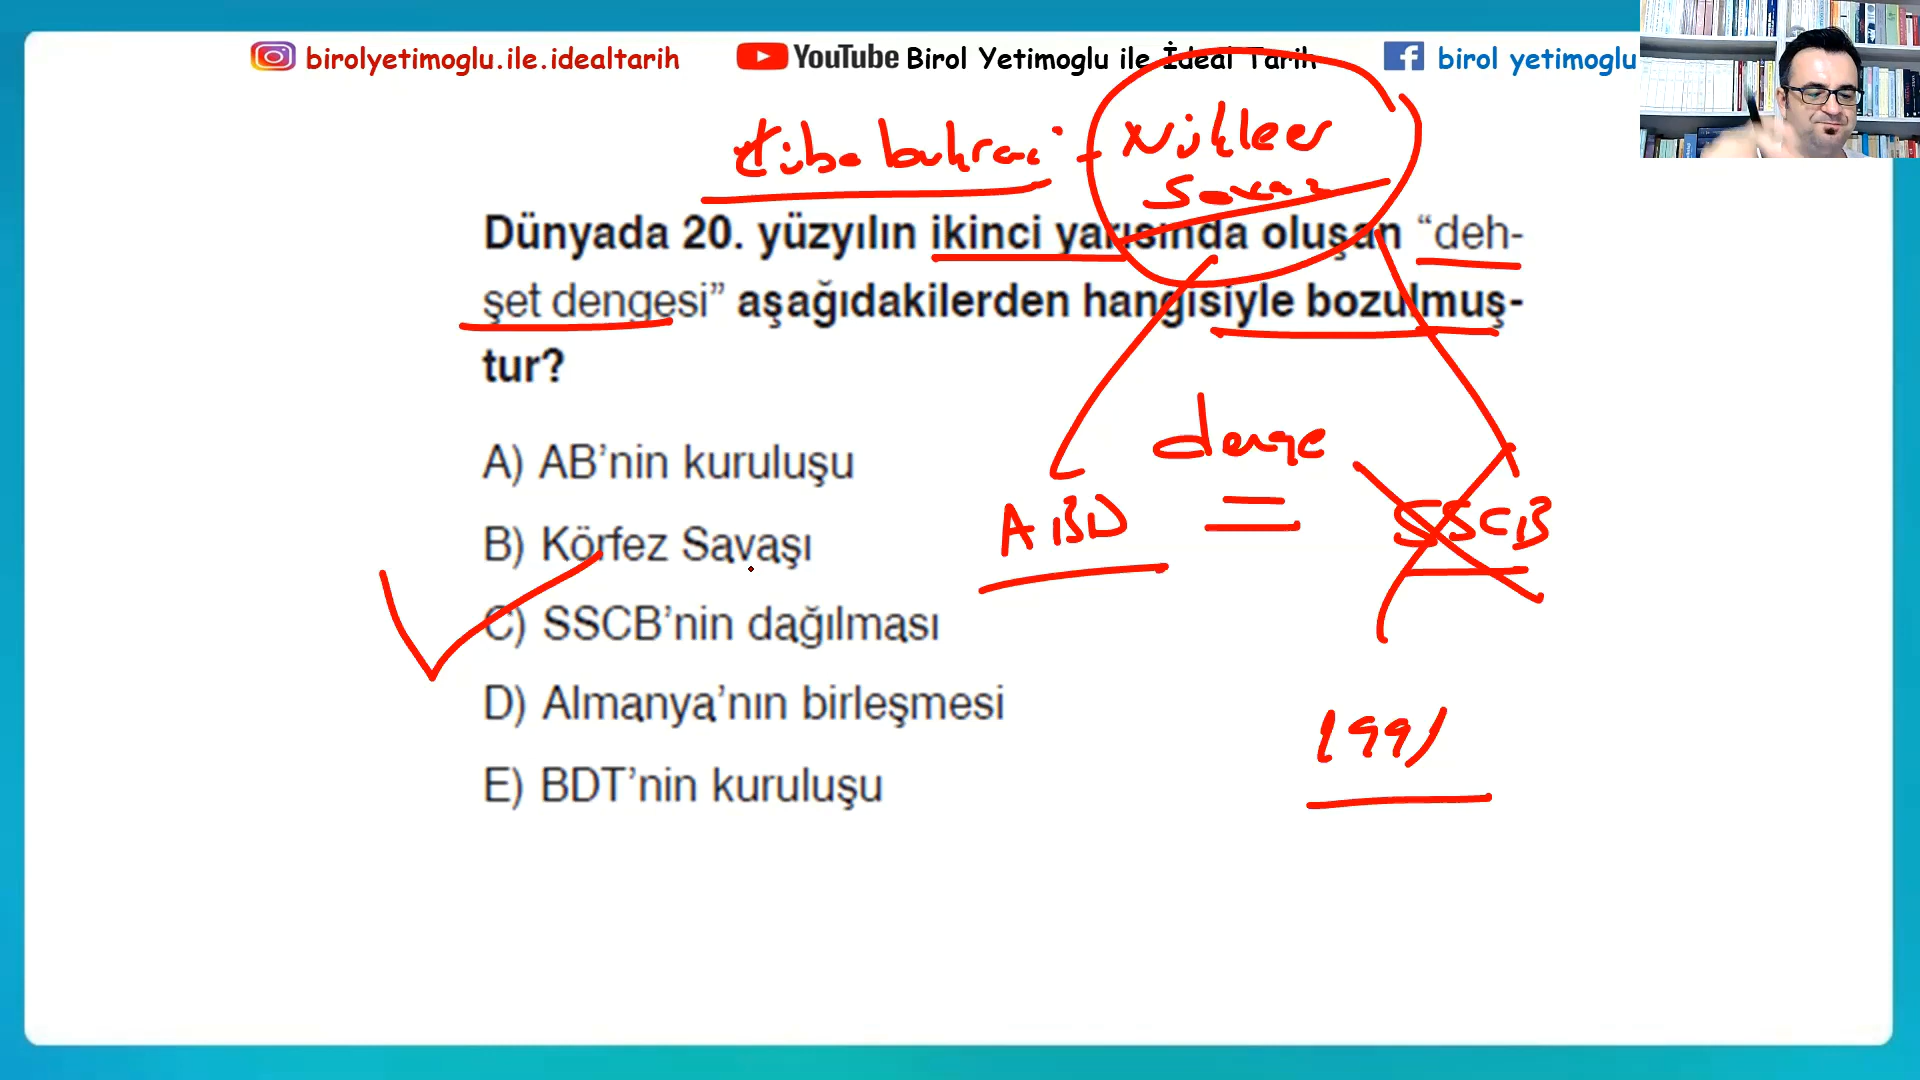 birolyetimoglu.ile.idealtarih YouTube Birol Yetimoglu ile İdeal Tarih birol yetimoglu
Küba buhranı - Nükleer
Savaş
Dünyada 20. yüzyılın ikinci yarısında oluşan “deh-
şet dengesi” aşağıdakilerden hangisiyle bozulmuş-
tur?
A) AB’nin kuruluşu
B) Körfez Savaşı
C) SSCB’nin dağılması
D) Almanya’nın birleşmesi
E) BDT’nin kuruluşu
denge
ABD = SSCB
1991